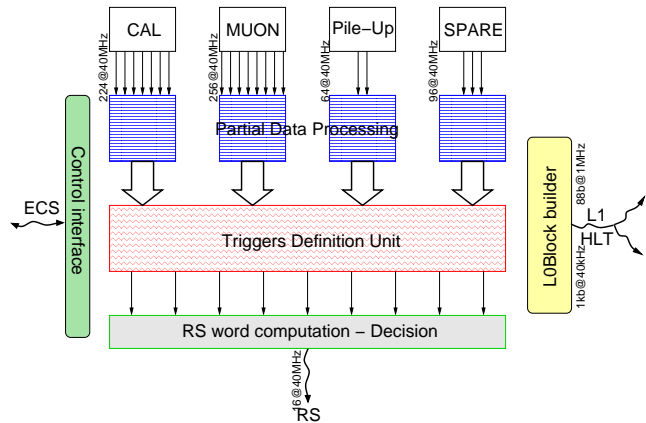 CAL
MUON
Pile-Up
SPARE
224@40MHz
256@40MHz
64@40MHz
96@40MHz
Partial Data Processing
Control interface
ECS
Triggers Definition Unit
L0Block builder
88b@1MHz
1kb@40kHz
L1
HLT
RS word computation – Decision
16@40MHz
RS